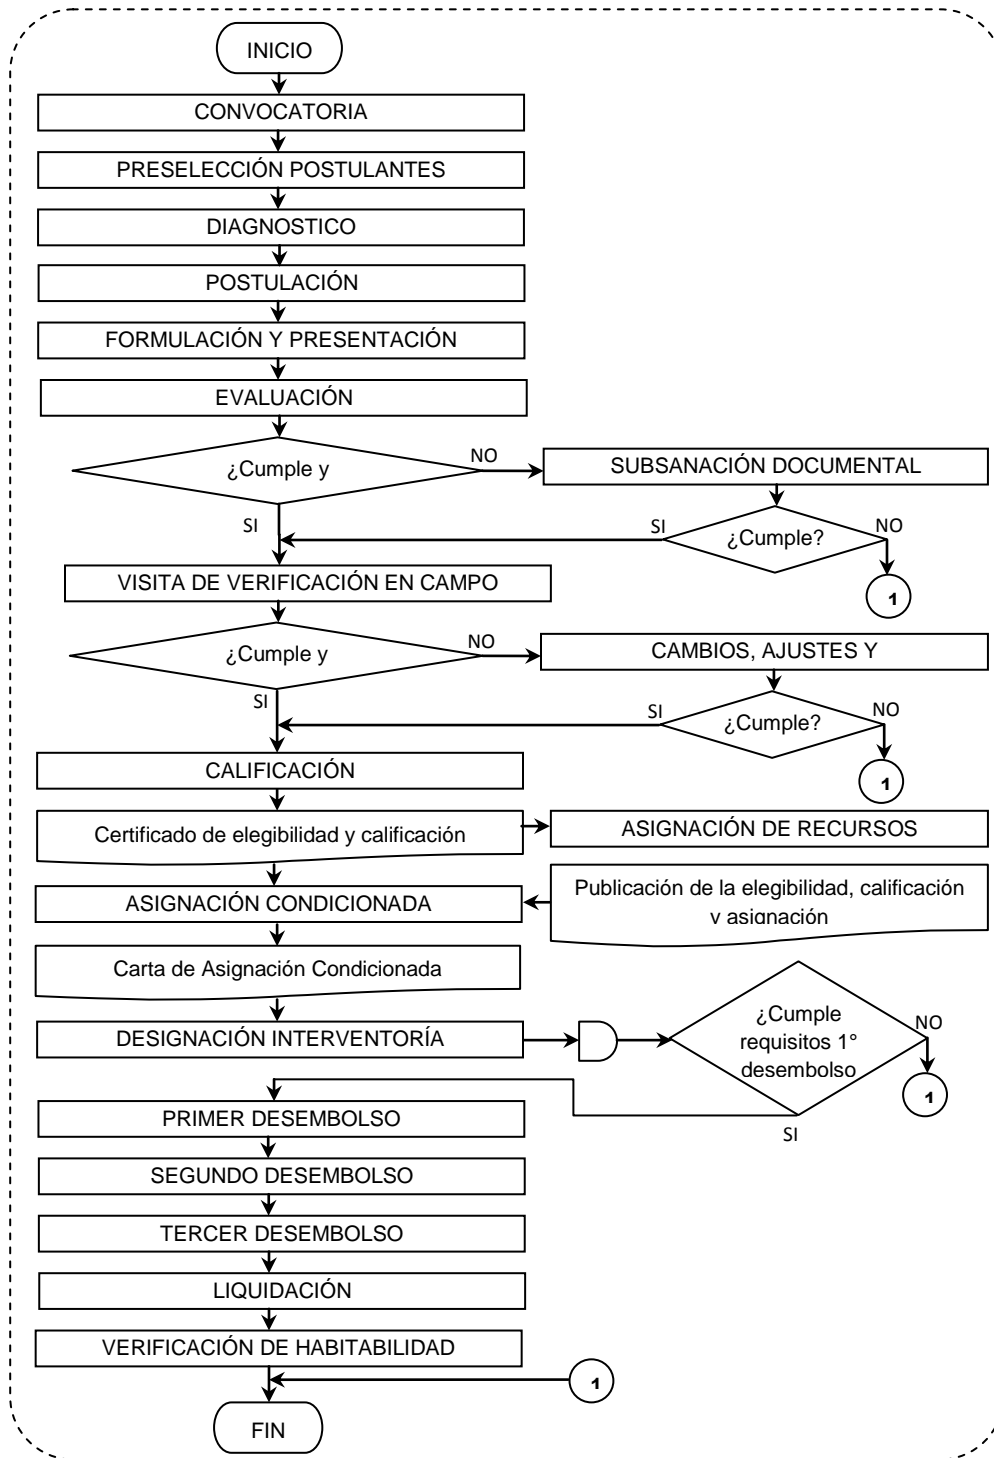 INICIO
CONVOCATORIA
PRESELECCIÓN POSTULANTES
DIAGNOSTICO
POSTULACIÓN
FORMULACIÓN Y PRESENTACIÓN
EVALUACIÓN
¿Cumple y
NO
SUBSANACIÓN DOCUMENTAL
SI
SI
¿Cumple?
NO
1
VISITA DE VERIFICACIÓN EN CAMPO
¿Cumple y
NO
CAMBIOS, AJUSTES Y
SI
SI
¿Cumple?
NO
1
CALIFICACIÓN
Certificado de elegibilidad y calificación
ASIGNACIÓN DE RECURSOS
Publicación de la elegibilidad, calificación
y asignación
ASIGNACIÓN CONDICIONADA
Carta de Asignación Condicionada
DESIGNACIÓN INTERVENTORÍA
¿Cumple
requisitos 1°
desembolso
NO
1
SI
PRIMER DESEMBOLSO
SEGUNDO DESEMBOLSO
TERCER DESEMBOLSO
LIQUIDACIÓN
VERIFICACIÓN DE HABITABILIDAD
1
FIN